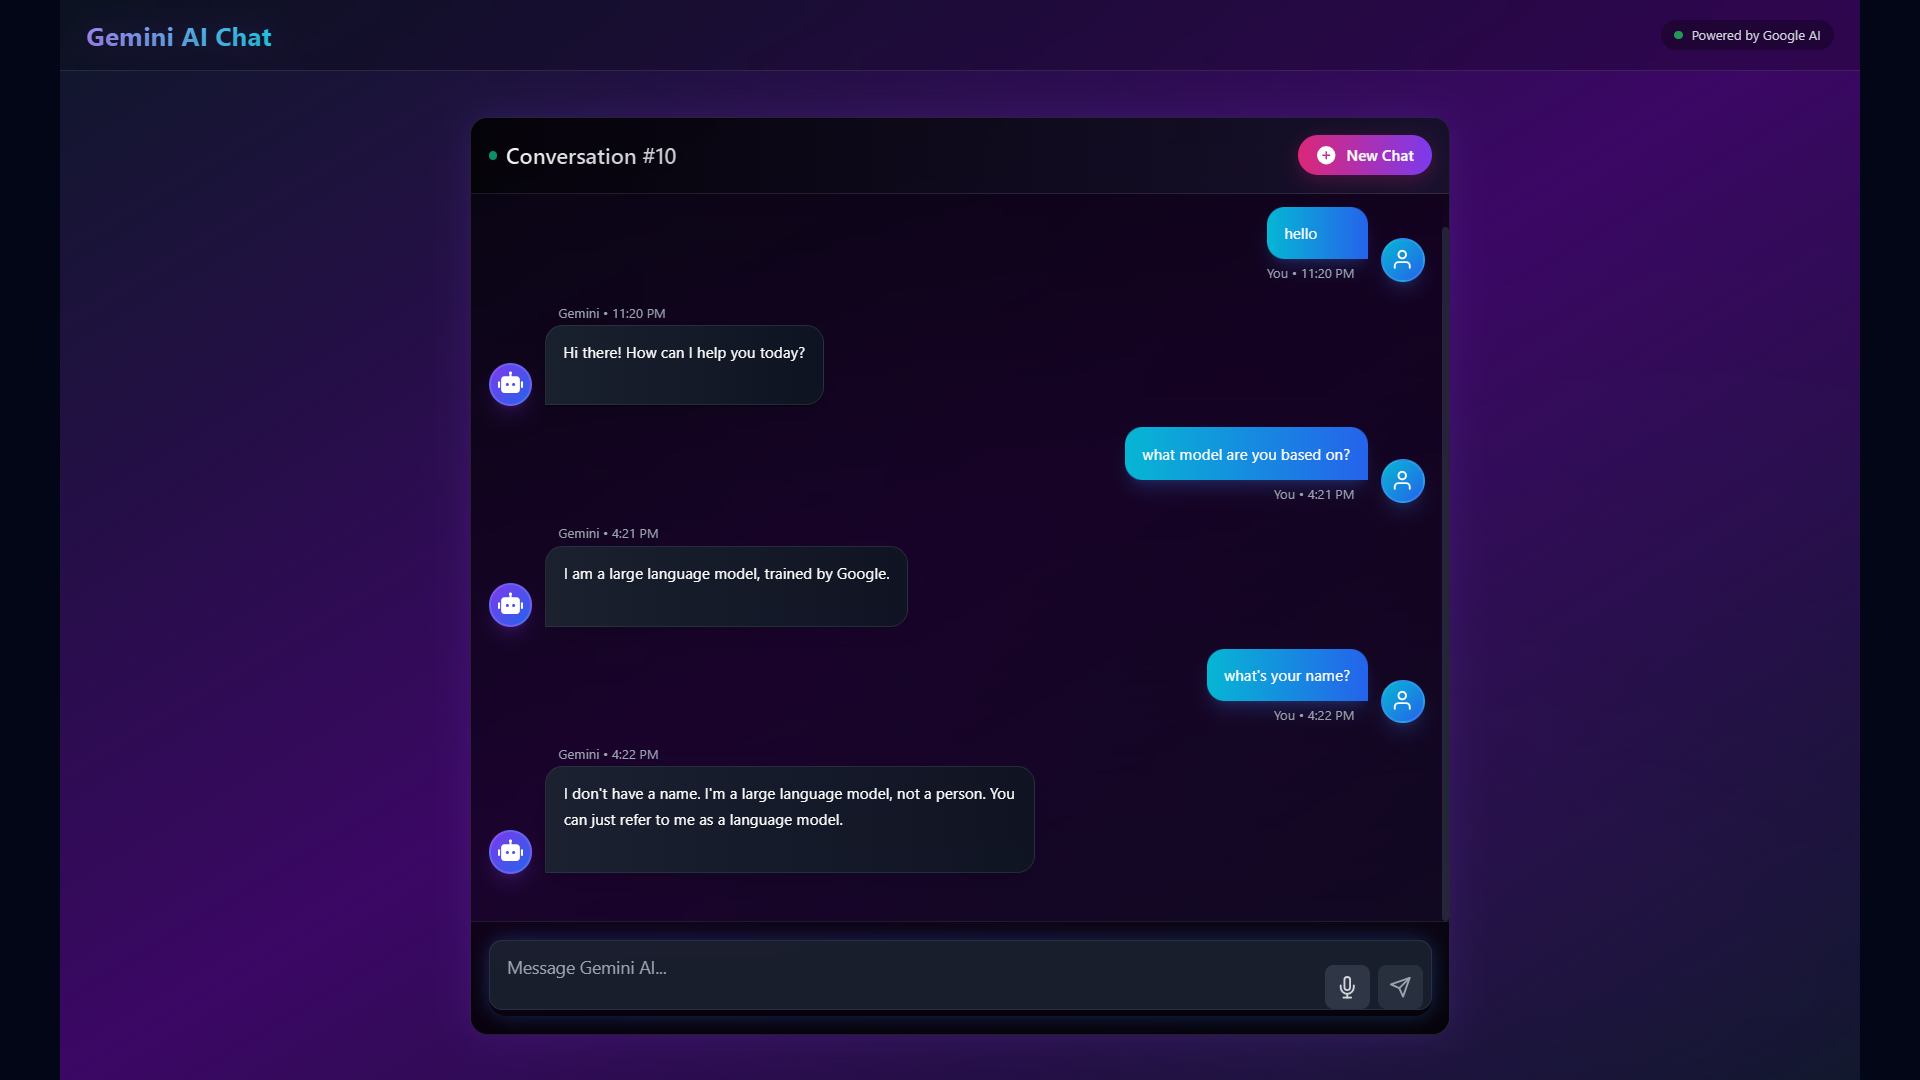 Gemini AI Chat
Powered by Google AI
Conversation #10
New Chat
hello
You • 11:20 PM
Gemini • 11:20 PM
Hi there! How can I help you today?
what model are you based on?
You • 4:21 PM
Gemini • 4:21 PM
I am a large language model, trained by Google.
what's your name?
You • 4:22 PM
Gemini • 4:22 PM
I don't have a name. I'm a large language model, not a person. You
can just refer to me as a language model.
Message Gemini AI...